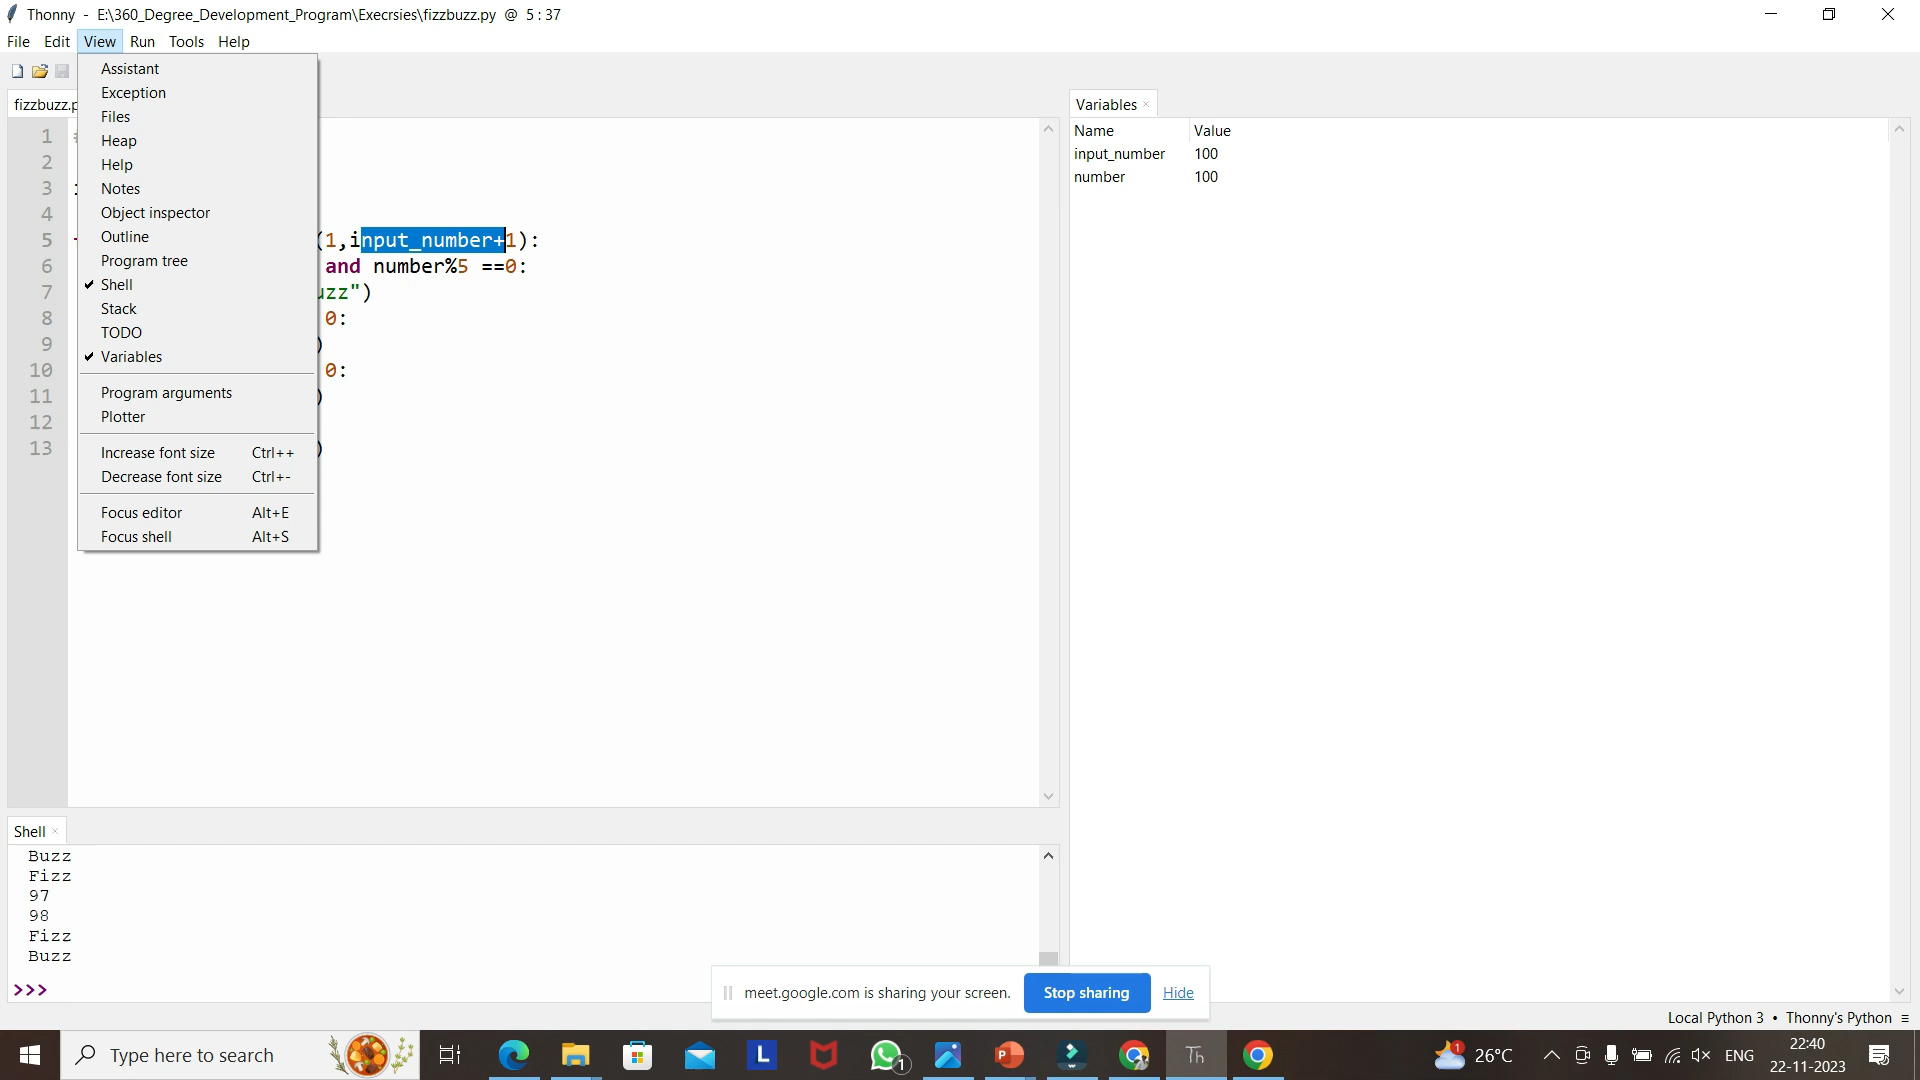 Thonny - E:\360_Degree_Development_Program\Execrsies\fizzbuzz.py @ 5:37
File Edit View Run Tools Help
Assistant
Exception
Files
Heap
Help
Notes
Object inspector
Outline
Program tree
Shell
Stack
TODO
Variables
Program arguments
Plotter
Increase font size Ctrl++
Decrease font size Ctrl+-
Focus editor Alt+E
Focus shell Alt+S
fizzbuzz.p
1
2
3
4
5 (1,input_number+1):
6 and number%5 ==0:
7 uzz")
8 0:
9 )
10 0:
11 )
12
13 )
Variables
Name Value
input_number 100
number 100
Shell
Buzz
Fizz
97
98
Fizz
Buzz
>>>
meet.google.com is sharing your screen. Stop sharing Hide
Local Python 3 • Thonny's Python ≡
Type here to search
L
1
Th
1
26°C
ENG
22:40
22-11-2023